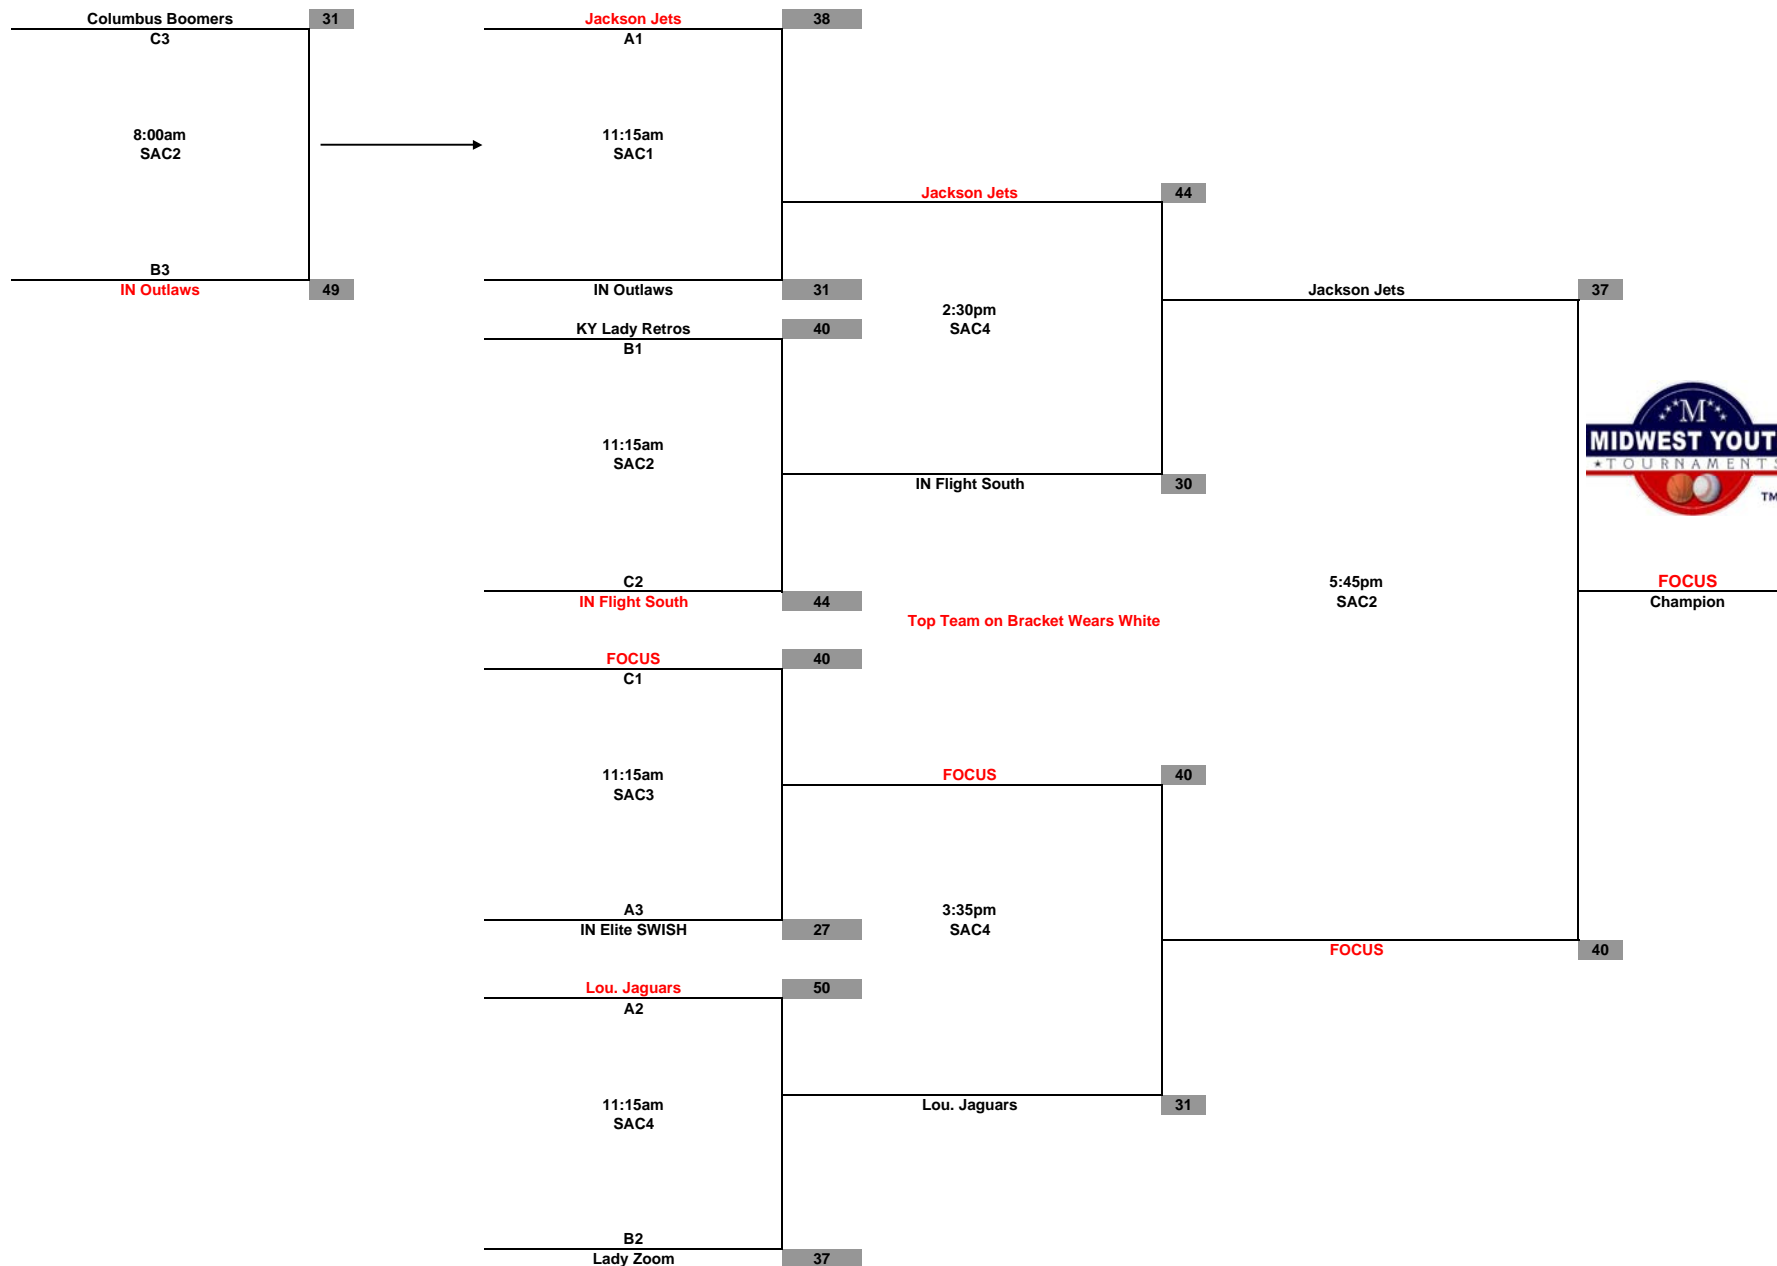 Columbus Boomers 31
C3
8:00am
SAC2
B3
IN Outlaws 49
Jackson Jets 38
A1
11:15am
SAC1
IN Outlaws 31
KY Lady Retros 40
B1
11:15am
SAC2
C2
IN Flight South 44
FOCUS 40
C1
11:15am
SAC3
A3
IN Elite SWISH 27
Lou. Jaguars 50
A2
11:15am
SAC4
B2
Lady Zoom 37
Jackson Jets 44
2:30pm
SAC4
IN Flight South 30
Top Team on Bracket Wears White
FOCUS 40
3:35pm
SAC4
Lou. Jaguars 31
Jackson Jets 37
5:45pm
SAC2
FOCUS 40
M
MIDWEST YOUT
TOURNAMENTS
TM
FOCUS
Champion